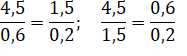 4,5/0,6 = 1,5/0,2; 4,5/1,5 = 0,6/0,2